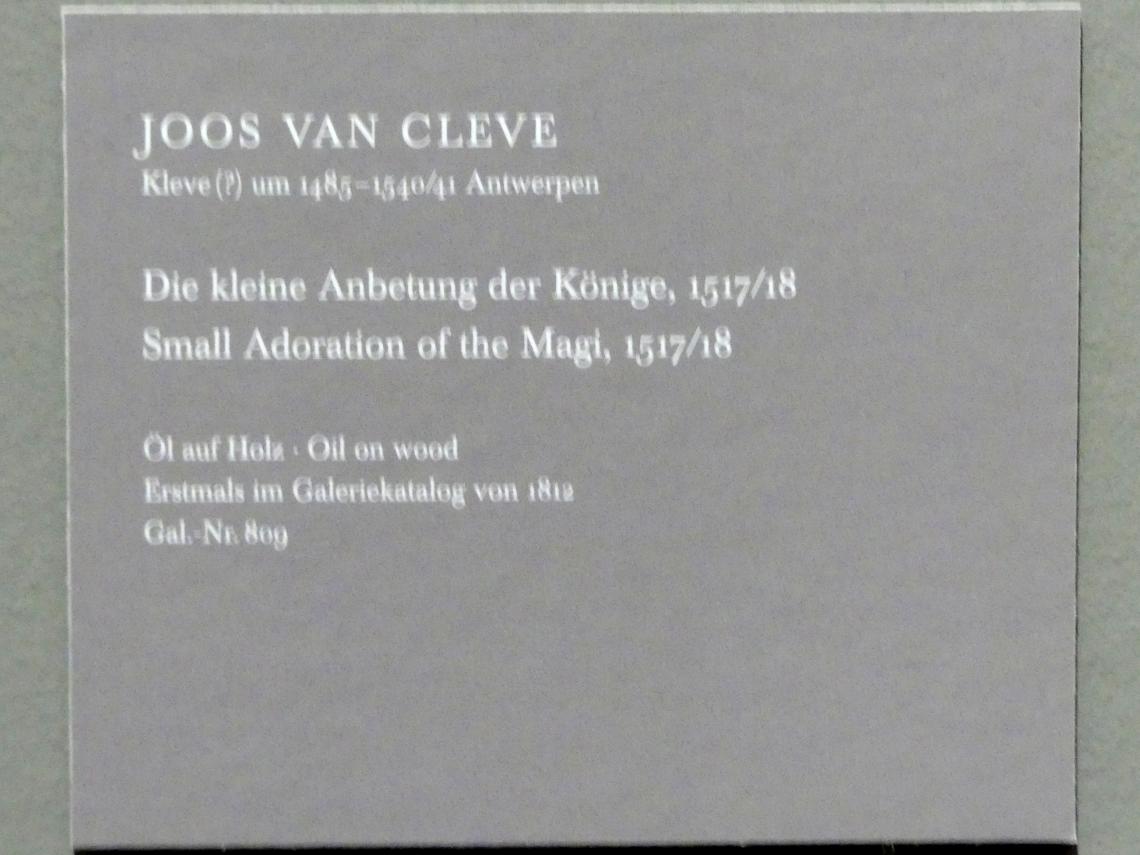 JOOS VAN CLEVE
Kleve (?) um 1485–1540/41 Antwerpen
Die kleine Anbetung der Könige, 1517/18
Small Adoration of the Magi, 1517/18
Öl auf Holz · Oil on wood
Erstmals im Galeriekatalog von 1812
Gal.-Nr. 809